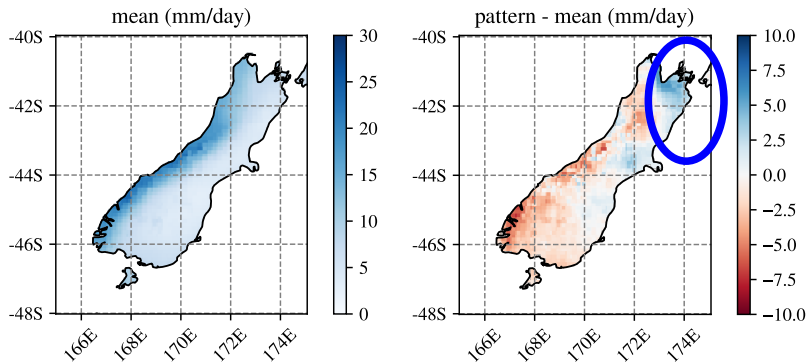 mean (mm/day)
-40S
-42S
-44S
-46S
-48S
166E
168E
170E
172E
174E
30
25
20
15
10
5
0
pattern - mean (mm/day)
-40S
-42S
-44S
-46S
-48S
166E
168E
170E
172E
174E
10.0
7.5
5.0
2.5
0.0
−2.5
−5.0
−7.5
−10.0